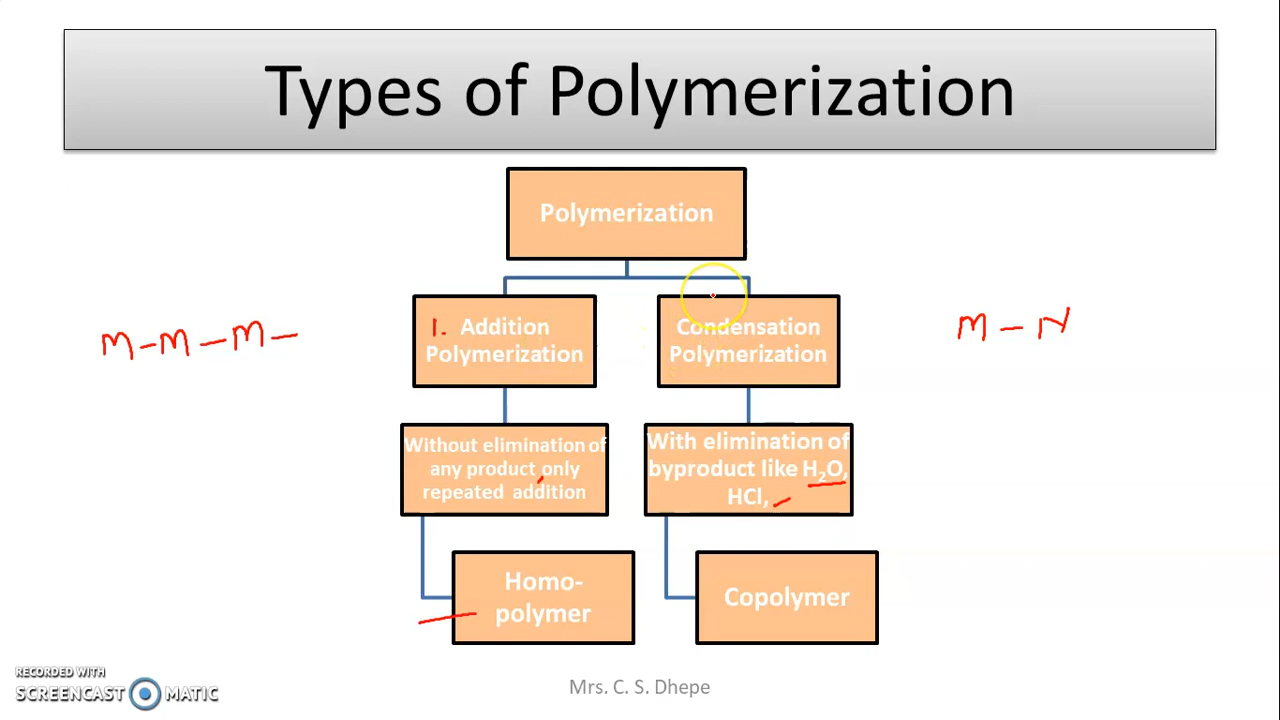 Types of Polymerization
Polymerization
1. Addition
Polymerization
Condensation
Polymerization
M-M-M-
M-N
Without elimination of
any product only
repeated addition
With elimination of
byproduct like H₂O,
HCl,
Homo-
polymer
Copolymer
RECORDED WITH
SCREENCAST MATIC
Mrs. C. S. Dhepe